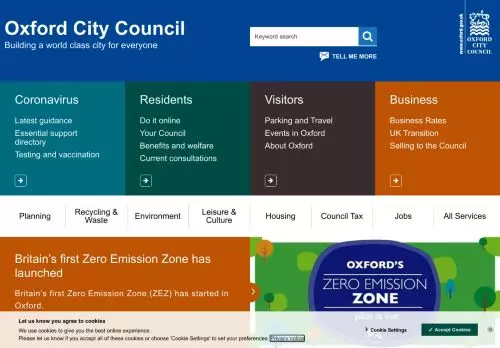 Oxford City Council
Building a world class city for everyone
Keyword search
TELL ME MORE
www.oxford.gov.uk
OXFORD
CITY
COUNCIL
Coronavirus
Latest guidance
Essential support
directory
Testing and vaccination
Residents
Do it online
Your Council
Benefits and welfare
Current consultations
Visitors
Parking and Travel
Events in Oxford
About Oxford
Business
Business Rates
UK Transition
Selling to the Council
Planning
Recycling &
Waste
Environment
Leisure &
Culture
Housing
Council Tax
Jobs
All Services
Britain's first Zero Emission Zone has
launched
Britain's first Zero Emission Zone (ZEZ) has started in
Oxford.
OXFORD'S
ZERO EMISSION
ZONE
Let us know you agree to cookies
We use cookies to give you the best online experience.
Please let us know if you accept all of these cookies or choose 'Cookie Settings' to set your preferences. Privacy notice
Cookie Settings
✓ Accept Cookies